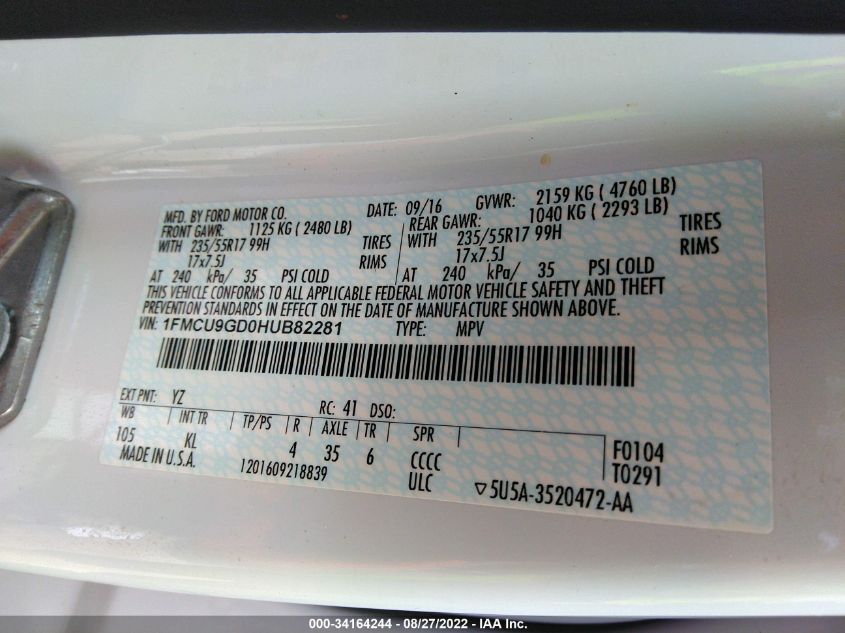 MFD. BY FORD MOTOR CO. DATE: 09/16 GVWR: 2159 KG ( 4760 LB)
FRONT GAWR: 1125 KG ( 2480 LB) REAR GAWR: 1040 KG ( 2293 LB)
WITH 235/55R17 99H TIRES WITH 235/55R17 99H TIRES
17x7.5J RIMS 17x7.5J RIMS
AT 240 kPa/ 35 PSI COLD AT 240 kPa/ 35 PSI COLD
THIS VEHICLE CONFORMS TO ALL APPLICABLE FEDERAL MOTOR VEHICLE SAFETY AND THEFT
PREVENTION STANDARDS IN EFFECT ON THE DATE OF MANUFACTURE SHOWN ABOVE.
VIN: 1FMCU9GD0HUB82281 TYPE: MPV
EXT PNT: YZ RC: 41 DSO:
WB INT TR TP/PS R AXLE TR SPR
105 KL 4 35 6 CCCC F0104
MADE IN U.S.A. 1201609218839 ULC T0291
▽5U5A-3520472-AA
000-34164244 - 08/27/2022 - IAA Inc.